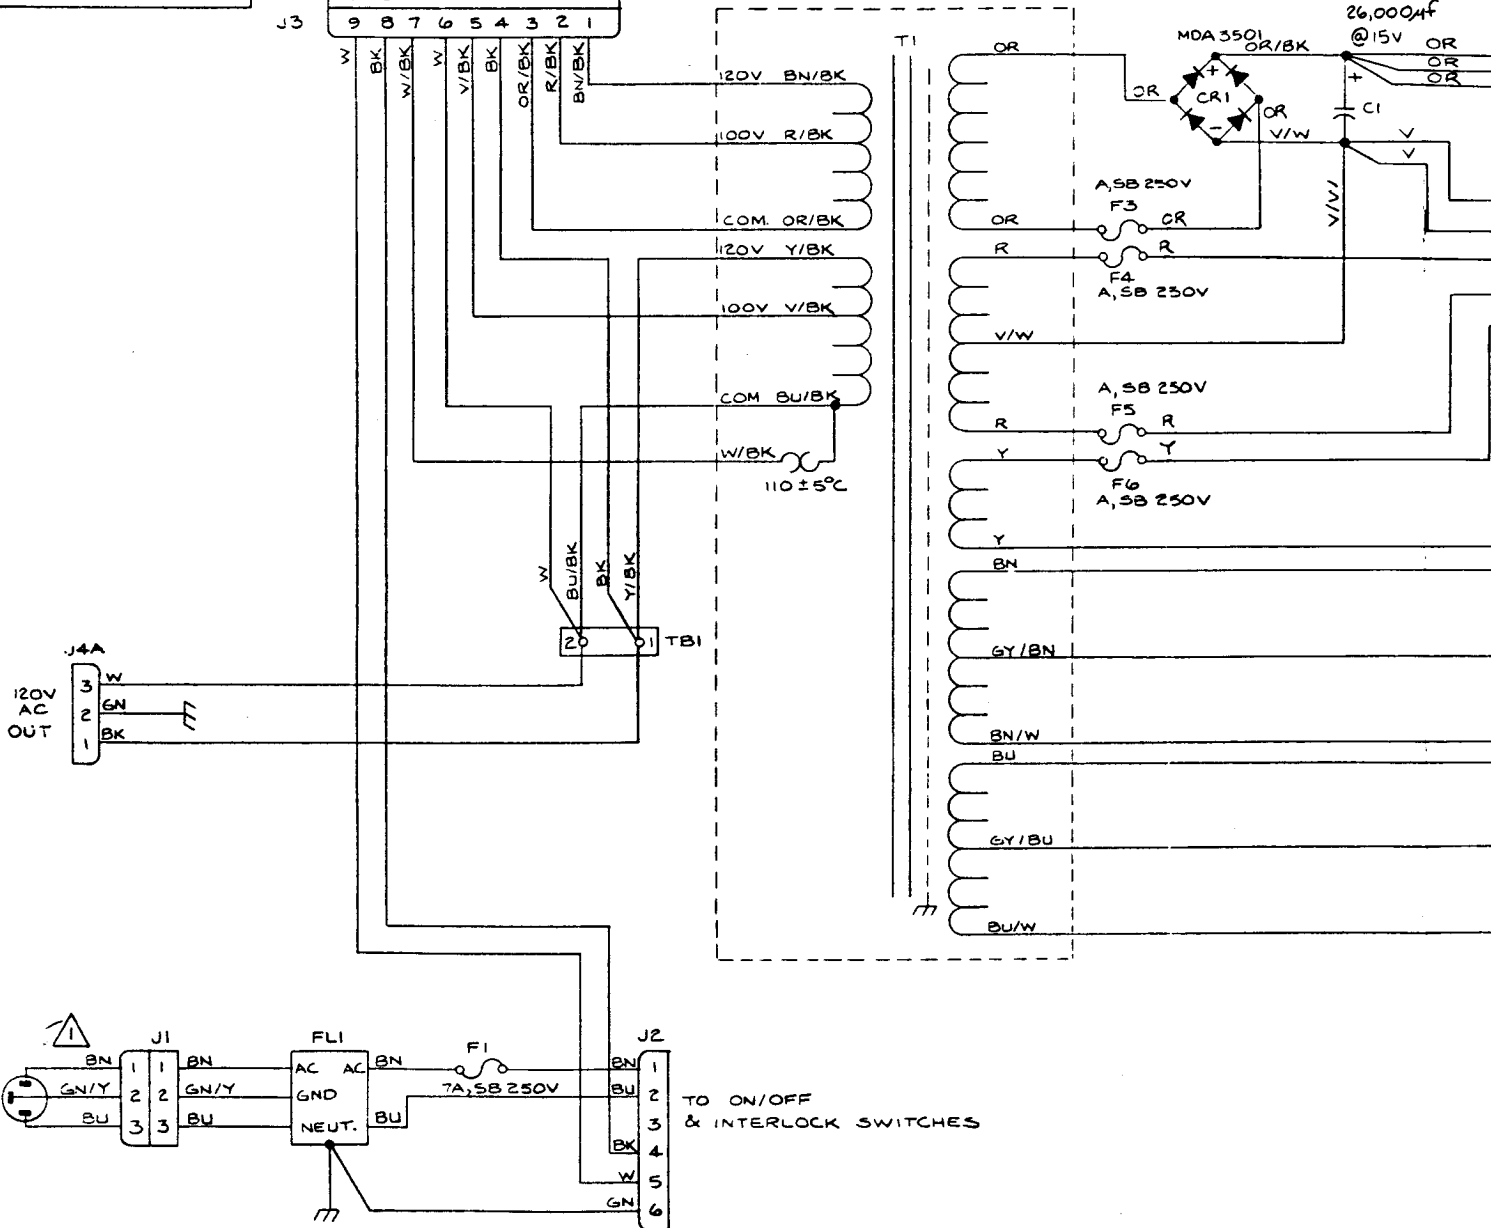 J3 9 8 7 6 5 4 3 2 1
W BK W/BK W V/BK BK OR/BK R/BK BN/BK
120V BN/BK
100V R/BK
COM. OR/BK
120V Y/BK
100V V/BK
COM BU/BK
W/BK
110±5°C
T1
OR
OR
R
V/W
R
Y
Y
BN
GY/BN
BN/W
BU
GY/BU
BU/W
MDA3501
OR/BK
26,000µf
@15V
OR
OR
OR
OR
+
CR1
-
OR
V/W
+
C1
V
V
V/W
A,SB 250V
F3
OR
R
F4
A,SB 250V
A,SB 250V
F5
R
Y
F6
A,SB 250V
W BU/BK BK Y/BK
2 1 TB1
J4A
120V
AC
OUT
3 W
2 GN
1 BK
1
J1
FL1
F1
J2
BN 1 1 BN AC AC BN
7A,SB 250V
BN 1
GN/Y 2 2 GN/Y GND
BU 2
BU 3 3 BU NEUT. BU
3
BK 4
W 5
GN 6
TO ON/OFF
& INTERLOCK SWITCHES